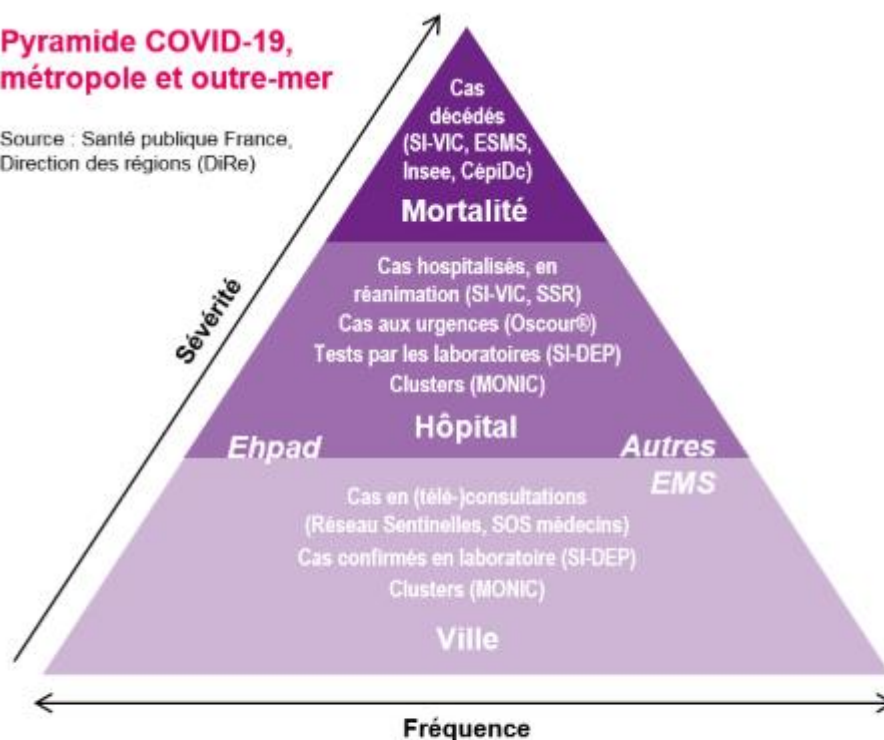 Pyramide COVID-19,
métropole et outre-mer
Source : Santé publique France,
Direction des régions (DiRe)
Sévérité
Cas
décédés
(SI-VIC, ESMS,
Insee, CépiDc)
Mortalité
Cas hospitalisés, en
réanimation (SI-VIC, SSR)
Cas aux urgences (Oscour®)
Tests par les laboratoires (SI-DEP)
Clusters (MONIC)
Hôpital
Ehpad
Autres
EMS
Cas en (télé-)consultations
(Réseau Sentinelles, SOS médecins)
Cas confirmés en laboratoire (SI-DEP)
Clusters (MONIC)
Ville
Fréquence